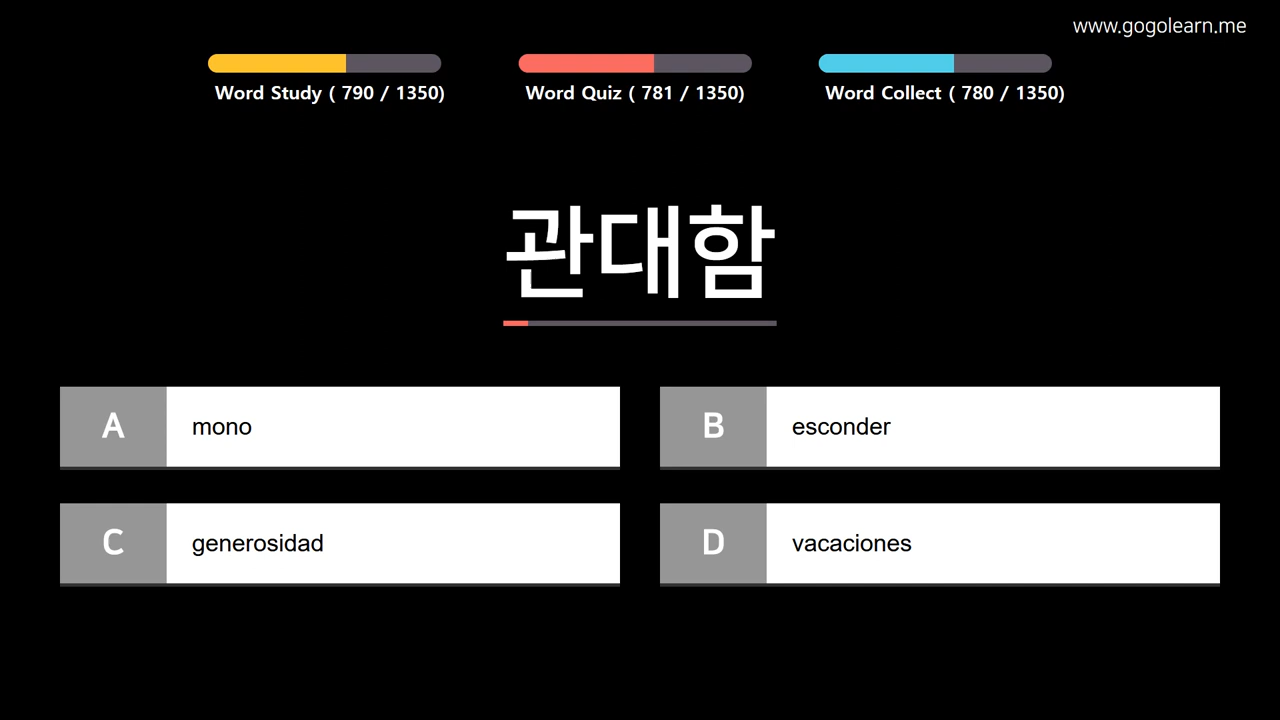 www.gogolearn.me
Word Study ( 790 / 1350)
Word Quiz ( 781 / 1350)
Word Collect ( 780 / 1350)
관대함
A mono
B esconder
C generosidad
D vacaciones